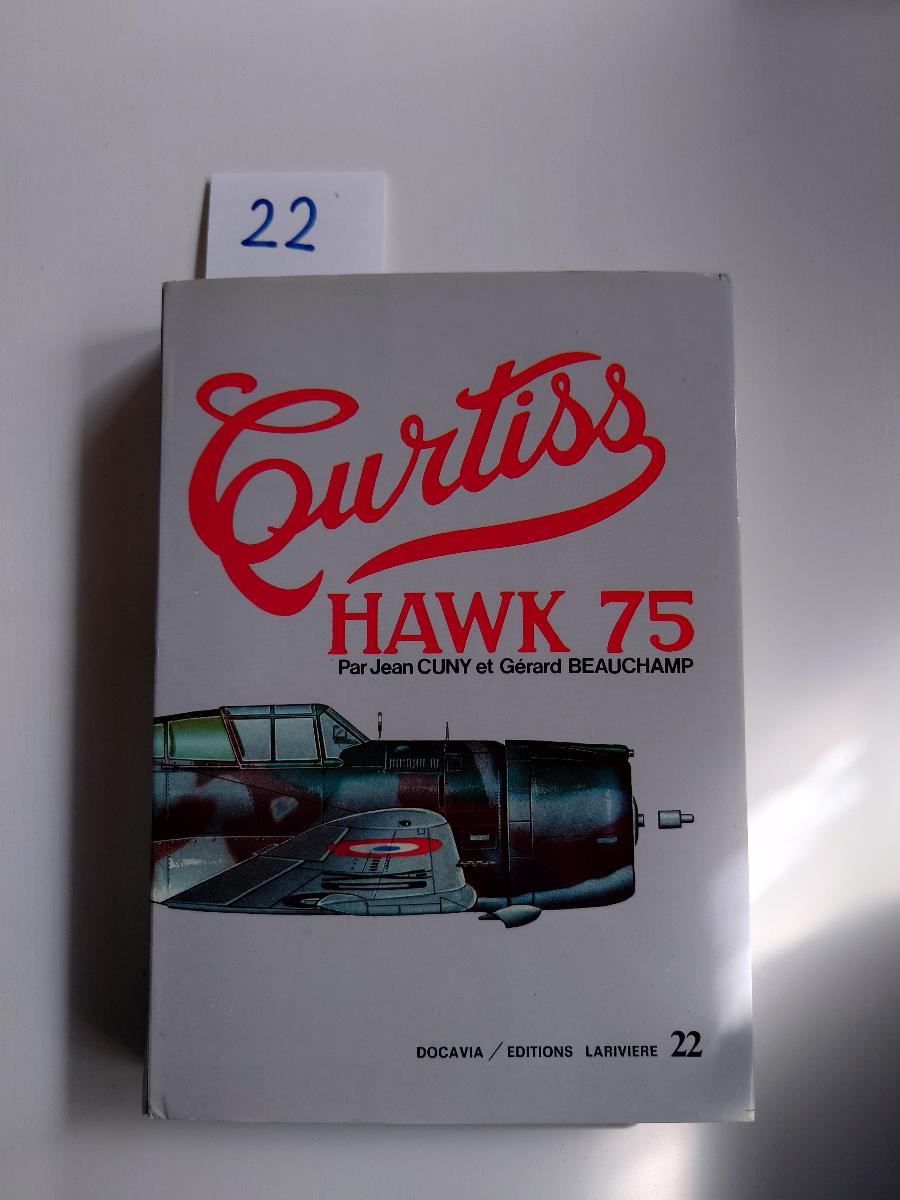 22
Curtiss
HAWK 75
Par Jean CUNY et Gérard BEAUCHAMP
DOCAVIA / EDITIONS LARIVIERE 22